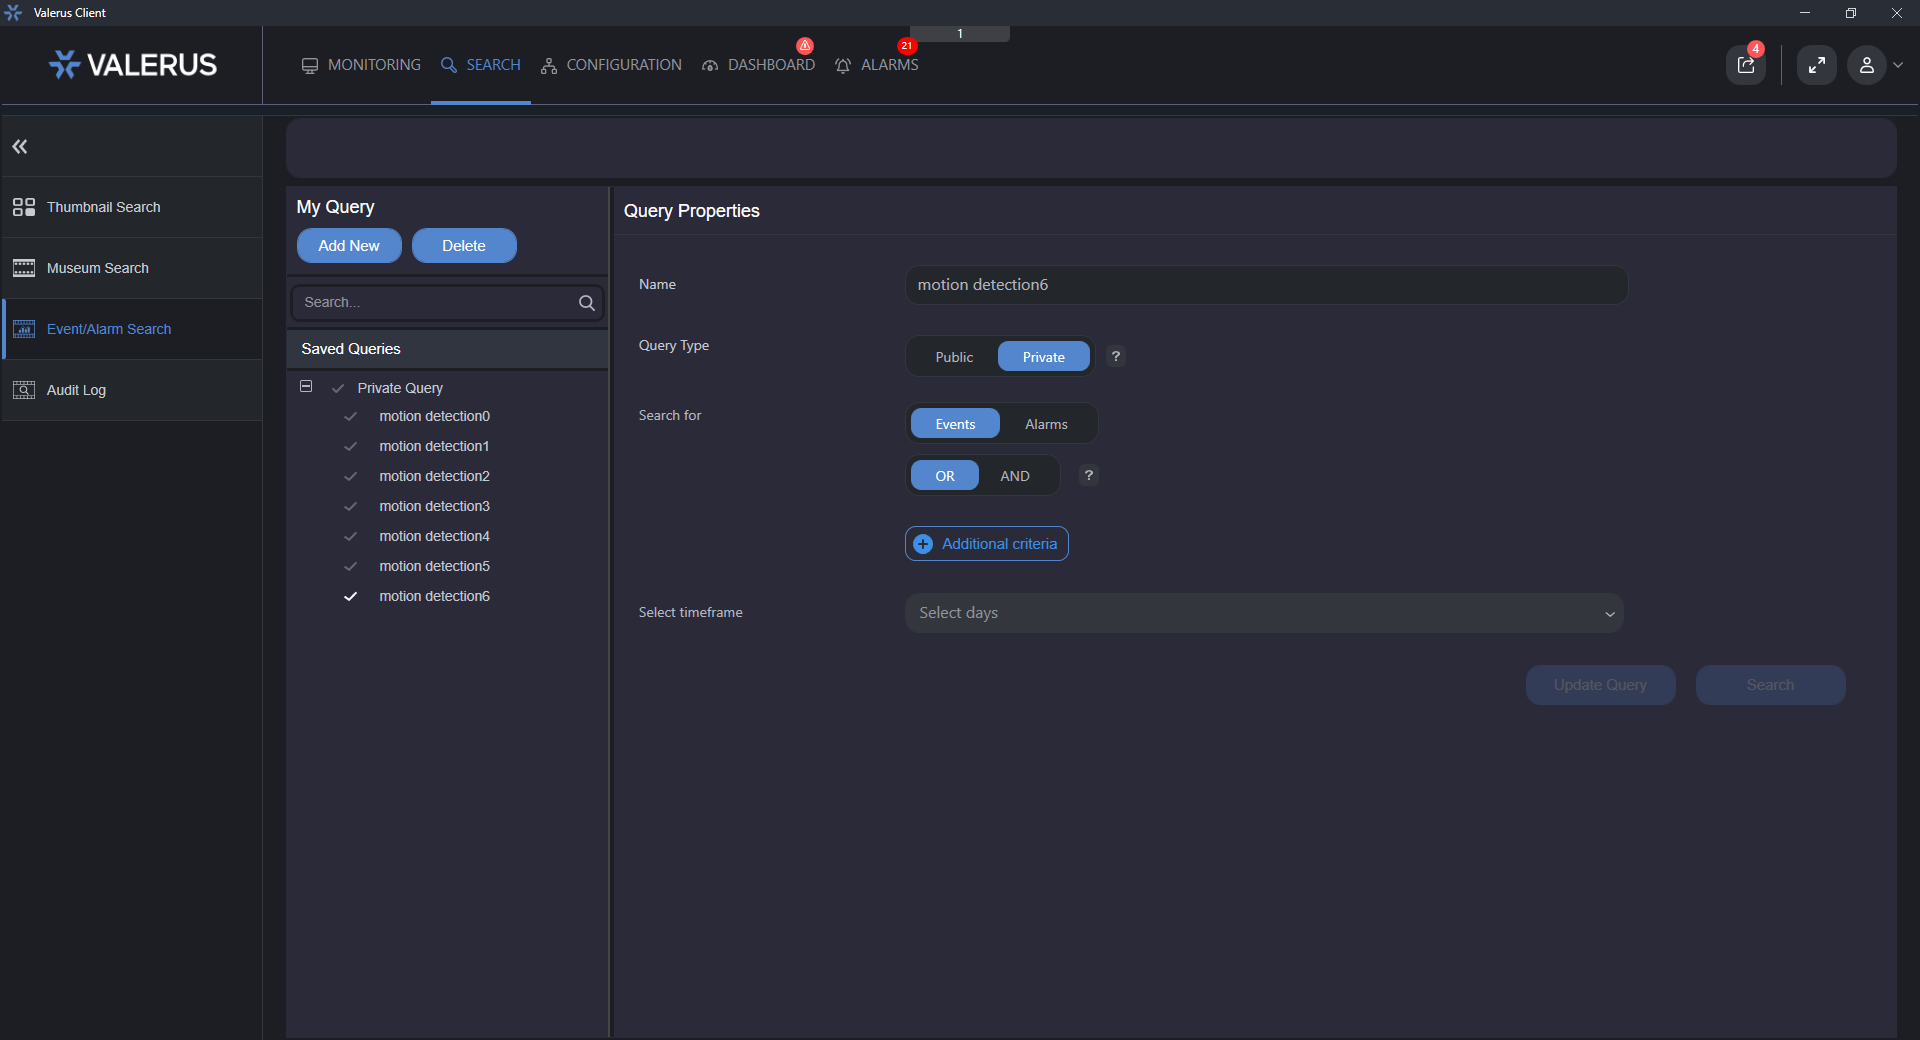 Valerus Client
1
VALERUS
MONITORING
SEARCH
CONFIGURATION
DASHBOARD
21
ALARMS
4
Thumbnail Search
Museum Search
Event/Alarm Search
Audit Log
My Query
Add New
Delete
Search...
Saved Queries
Private Query
motion detection0
motion detection1
motion detection2
motion detection3
motion detection4
motion detection5
motion detection6
Query Properties
Name
motion detection6
Query Type
Public
Private
?
Search for
Events
Alarms
OR
AND
?
Additional criteria
Select timeframe
Select days
Update Query
Search